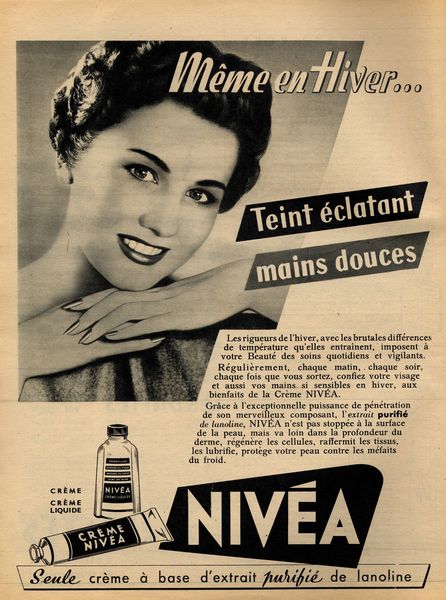 Même en Hiver...
Teint éclatant
mains douces
Les rigueurs de l'hiver, avec les brutales différences
de température qu'elles entraînent, imposent à
votre Beauté des soins quotidiens et vigilants.
Régulièrement, chaque matin, chaque soir,
chaque fois que vous sortez, confiez votre visage
et aussi vos mains si sensibles en hiver, aux
bienfaits de la Crème NIVÉA.
Grâce à l'exceptionnelle puissance de pénétration
de son merveilleux composant, l'extrait purifié
de lanoline, NIVÉA n'est pas stoppée à la surface
de la peau, mais va loin dans la profondeur du
derme, régénère les cellules, raffermit les tissus,
les lubrifie, protège votre peau contre les méfaits
du froid.
CRÈME
CRÈME
LIQUIDE
NIVÉA
CRÈME LIQUIDE
CRÈME
NIVÉA
NIVÉA
Seule crème à base d'extrait purifié de lanoline